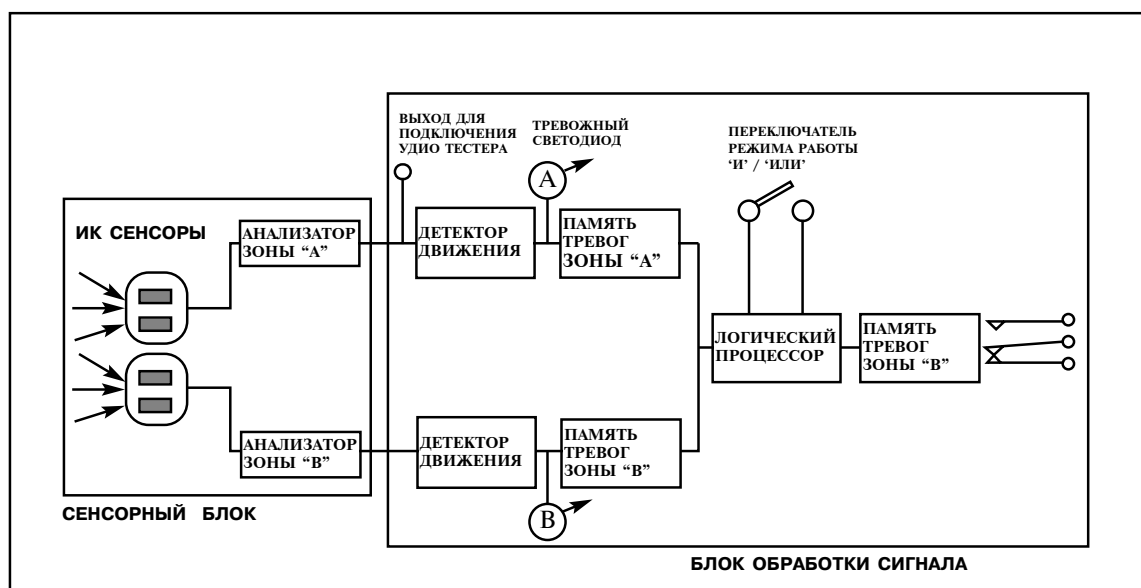 ВЫХОД ДЛЯ
ПОДКЛЮЧЕНИЯ
УДИО ТЕСТЕРА
ТРЕВОЖНЫЙ
СВЕТОДИОД
ПЕРЕКЛЮЧАТЕЛЬ
РЕЖИМА РАБОТЫ
‘И’ / ‘ИЛИ’
A
ИК СЕНСОРЫ
АНАЛИЗАТОР
ЗОНЫ “А”
ДЕТЕКТОР
ДВИЖЕНИЯ
ПАМЯТЬ
ТРЕВОГ
ЗОНЫ “А”
ЛОГИЧЕСКИЙ
ПРОЦЕССОР
ПАМЯТЬ
ТРЕВОГ
ЗОНЫ “В”
АНАЛИЗАТОР
ЗОНЫ “В”
ДЕТЕКТОР
ДВИЖЕНИЯ
ПАМЯТЬ
ТРЕВОГ
ЗОНЫ “В”
B
СЕНСОРНЫЙ БЛОК
БЛОК ОБРАБОТКИ СИГНАЛА